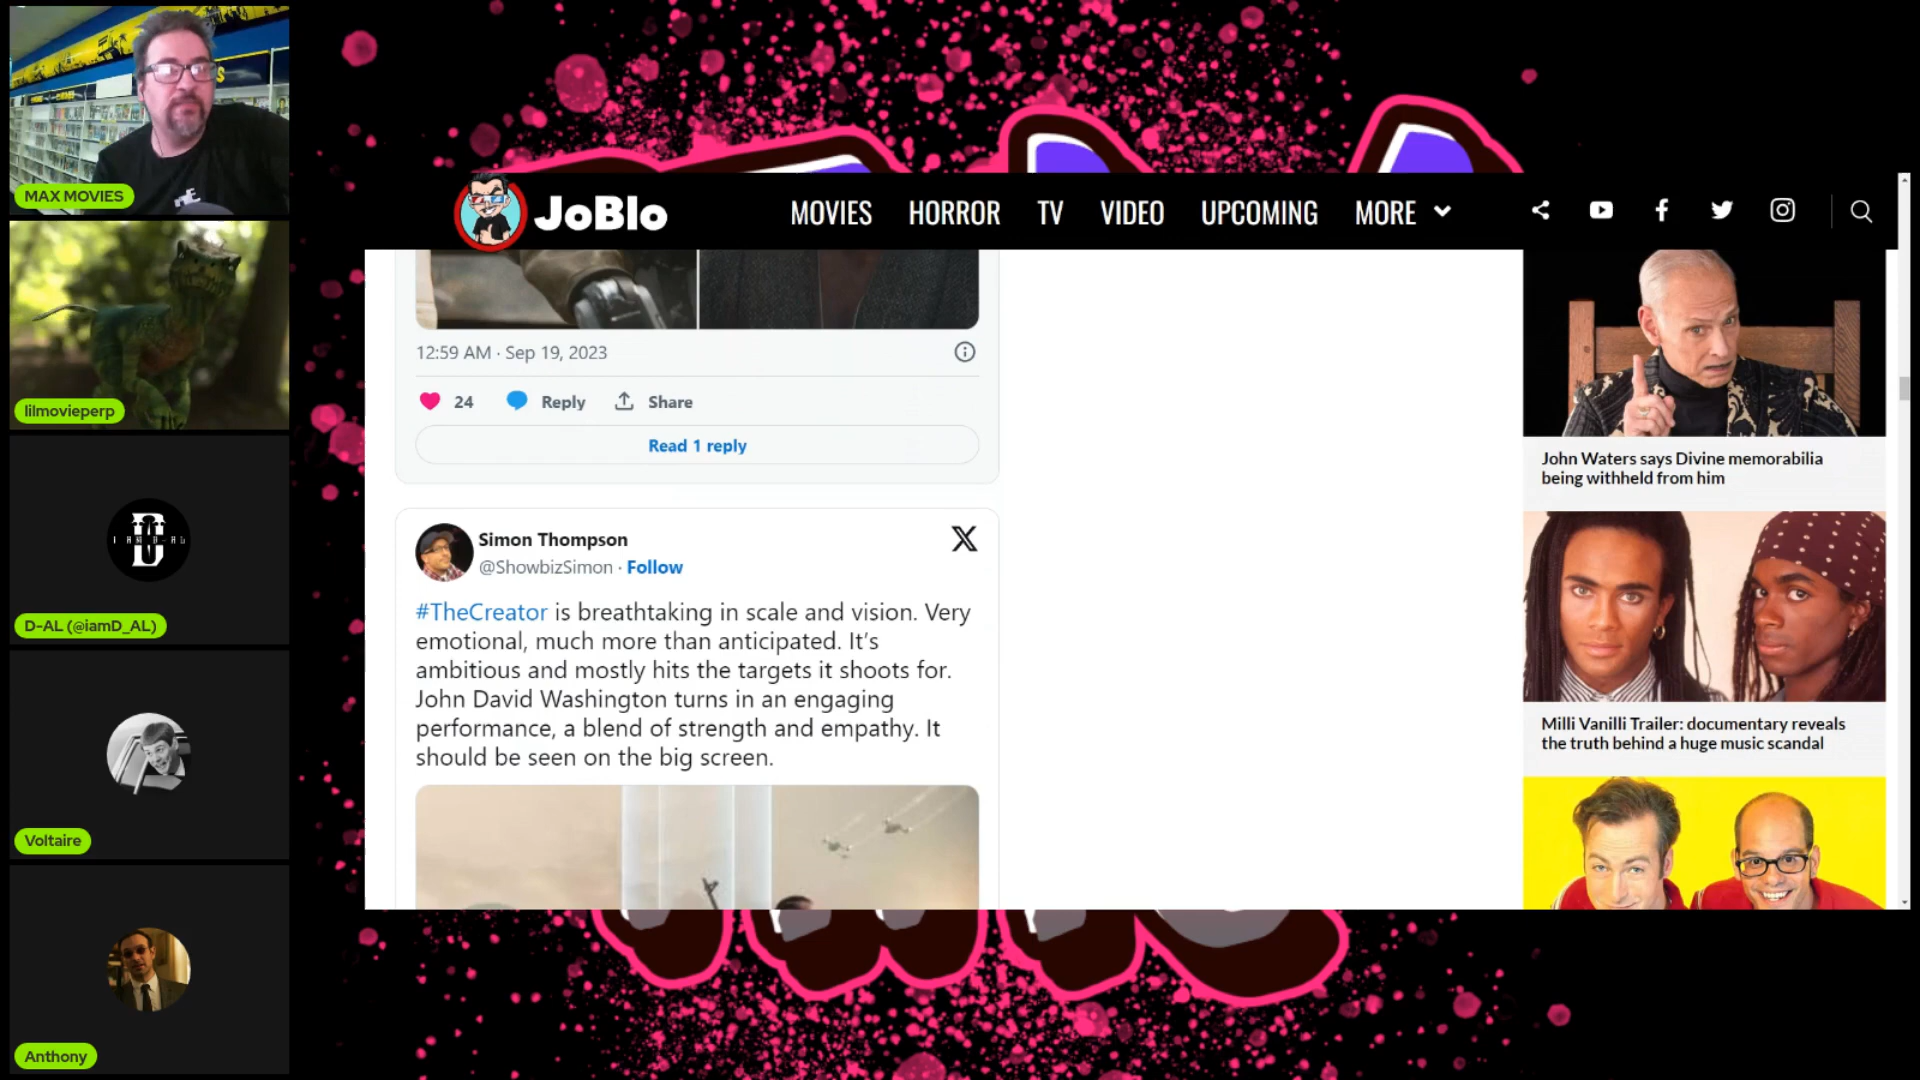 MAX MOVIES
lilmovieperp
D-AL (@iamD_AL)
Voltaire
Anthony
JoBlo
MOVIES HORROR TV VIDEO UPCOMING MORE
12:59 AM · Sep 19, 2023
24 Reply Share
Read 1 reply
Simon Thompson
@ShowbizSimon · Follow
#TheCreator is breathtaking in scale and vision. Very
emotional, much more than anticipated. It’s
ambitious and mostly hits the targets it shoots for.
John David Washington turns in an engaging
performance, a blend of strength and empathy. It
should be seen on the big screen.
John Waters says Divine memorabilia
being withheld from him
Milli Vanilli Trailer: documentary reveals
the truth behind a huge music scandal